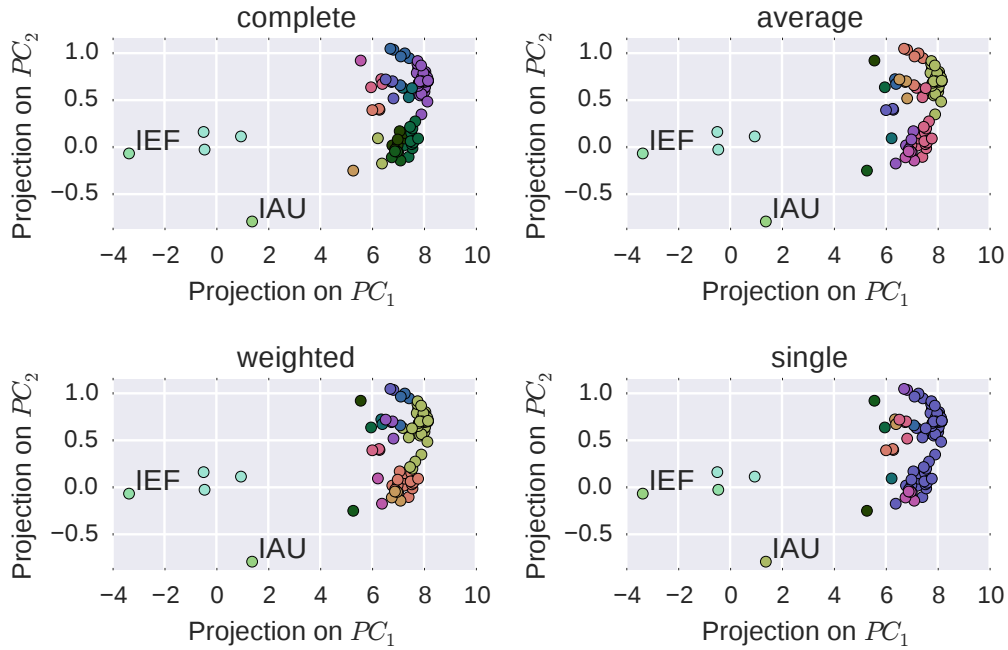 complete
Projection on PC₂
1.0
0.5
0.0
−0.5
IEF
IAU
−4 −2 0 2 4 6 8 10
Projection on PC₁
average
Projection on PC₂
1.0
0.5
0.0
−0.5
IEF
IAU
−4 −2 0 2 4 6 8 10
Projection on PC₁
weighted
Projection on PC₂
1.0
0.5
0.0
−0.5
IEF
IAU
−4 −2 0 2 4 6 8 10
Projection on PC₁
single
Projection on PC₂
1.0
0.5
0.0
−0.5
IEF
IAU
−4 −2 0 2 4 6 8 10
Projection on PC₁